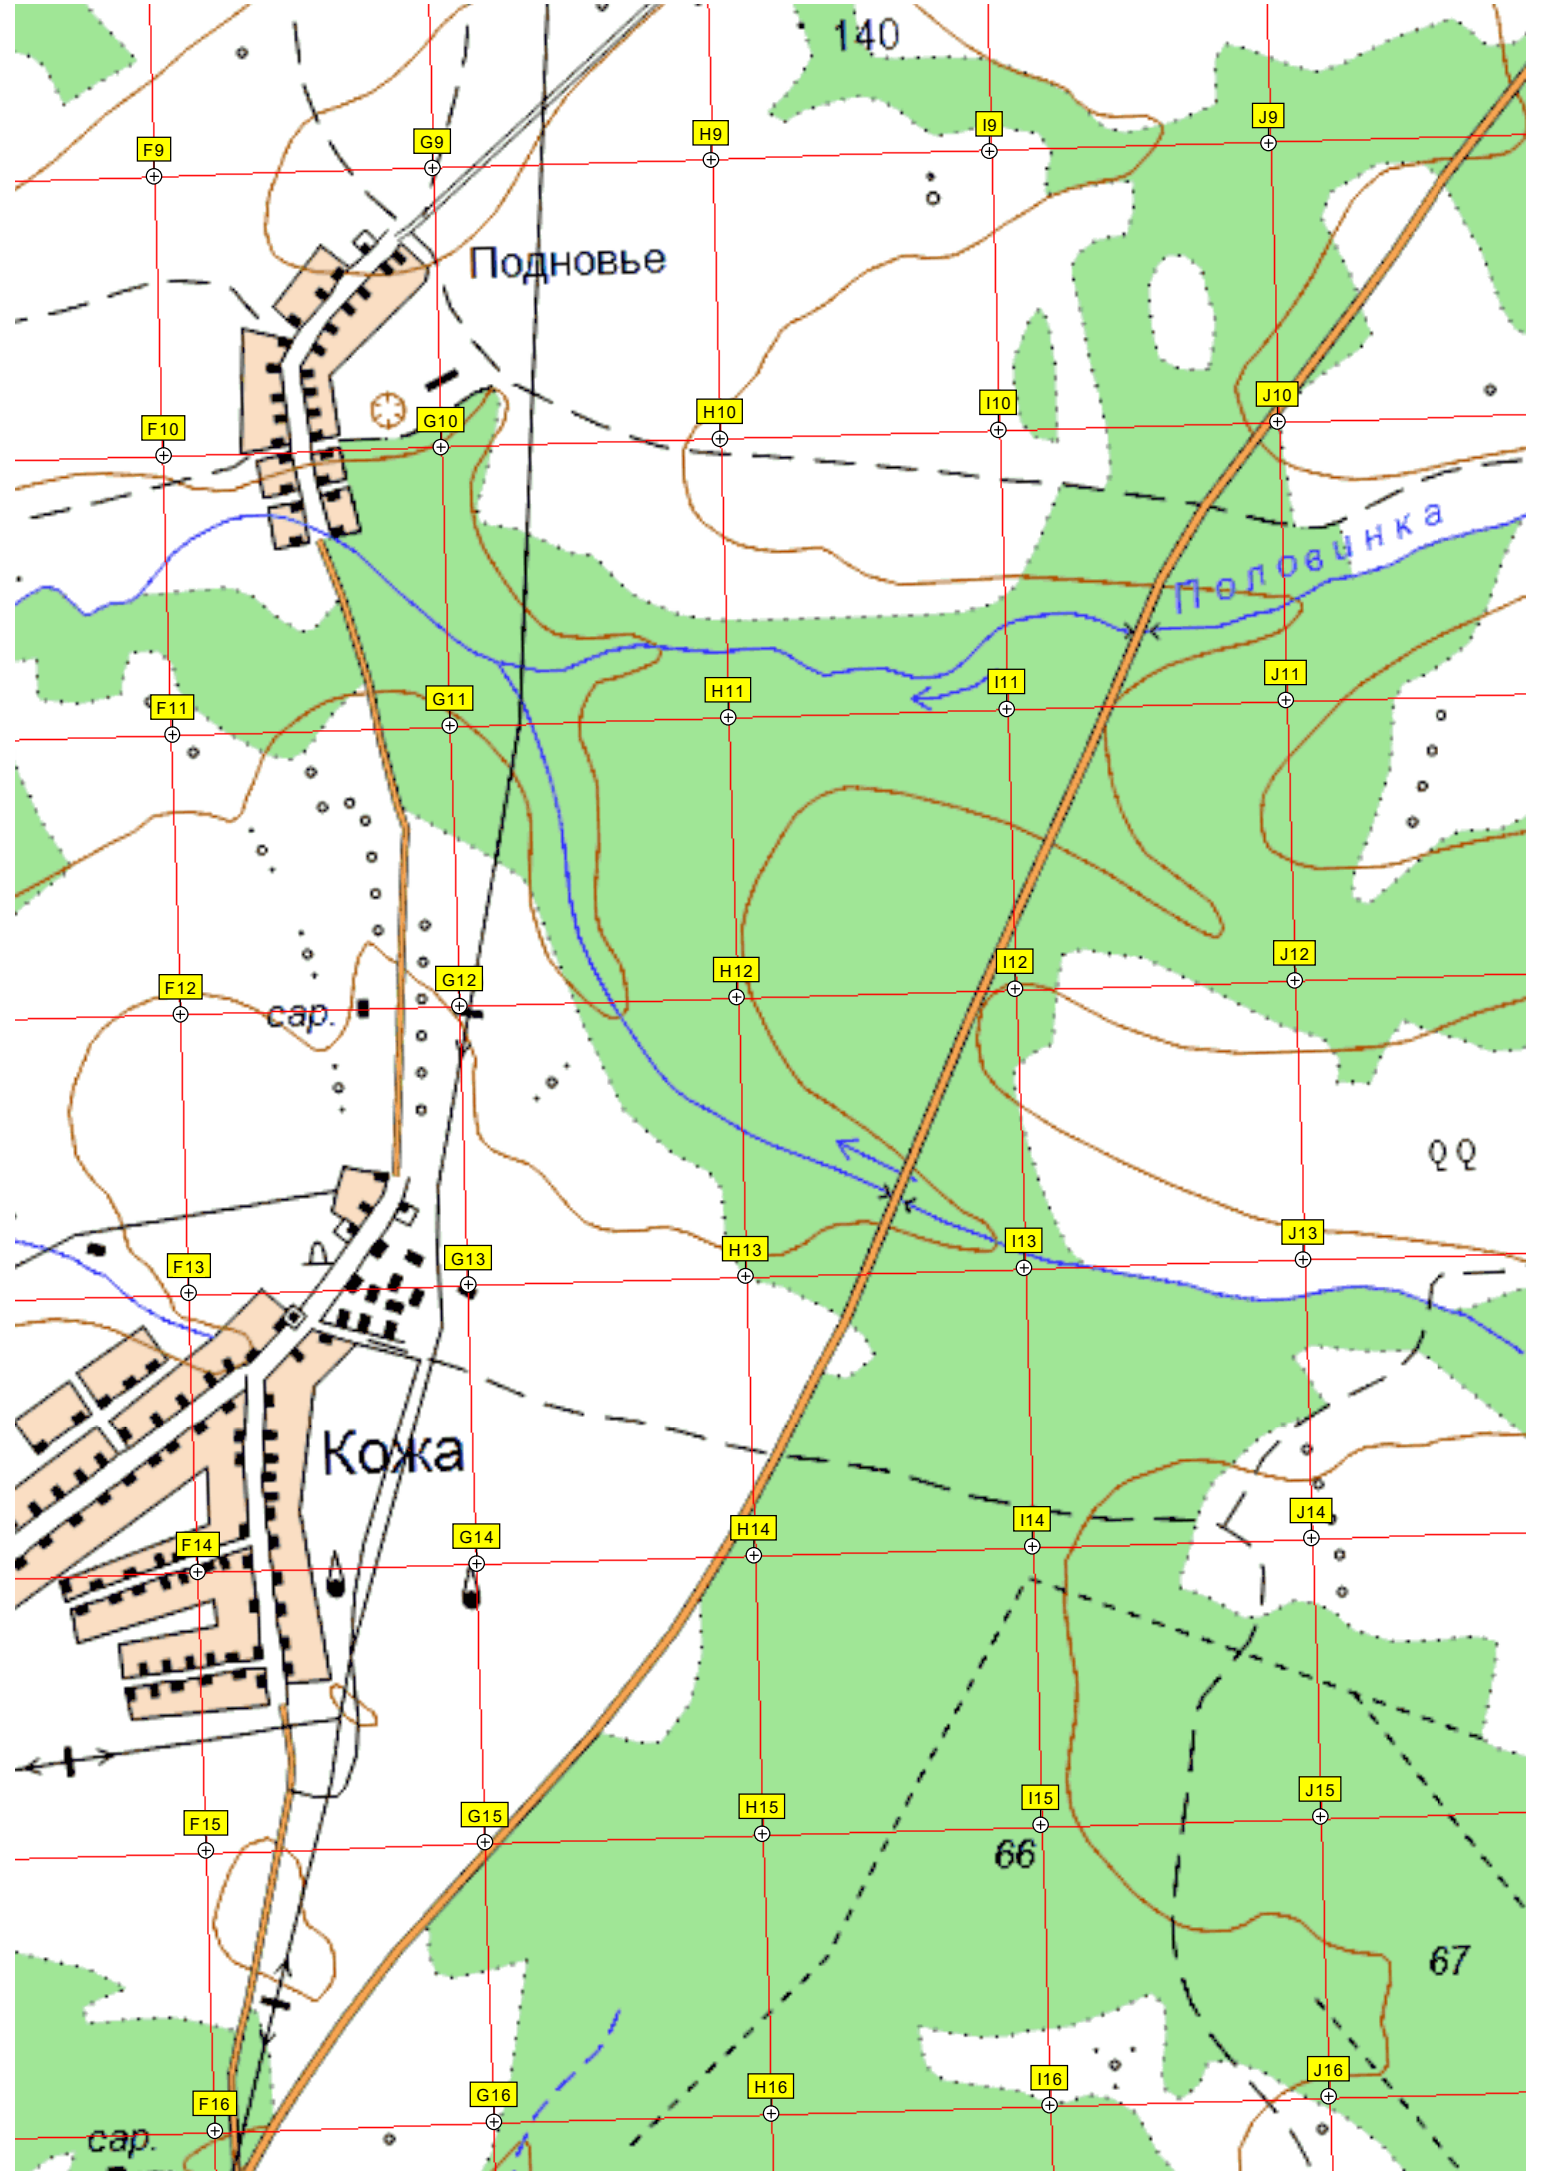 140
F9 G9 H9 I9 J9
Подновье
F10 G10 H10 I10 J10
Половинка
F11 G11 H11 I11 J11
F12 G12 H12 I12 J12
сар.
F13 G13 H13 I13 J13
Кожа
F14 G14 H14 I14 J14
F15 G15 H15 I15 J15
66
67
F16 G16 H16 I16 J16
сар.